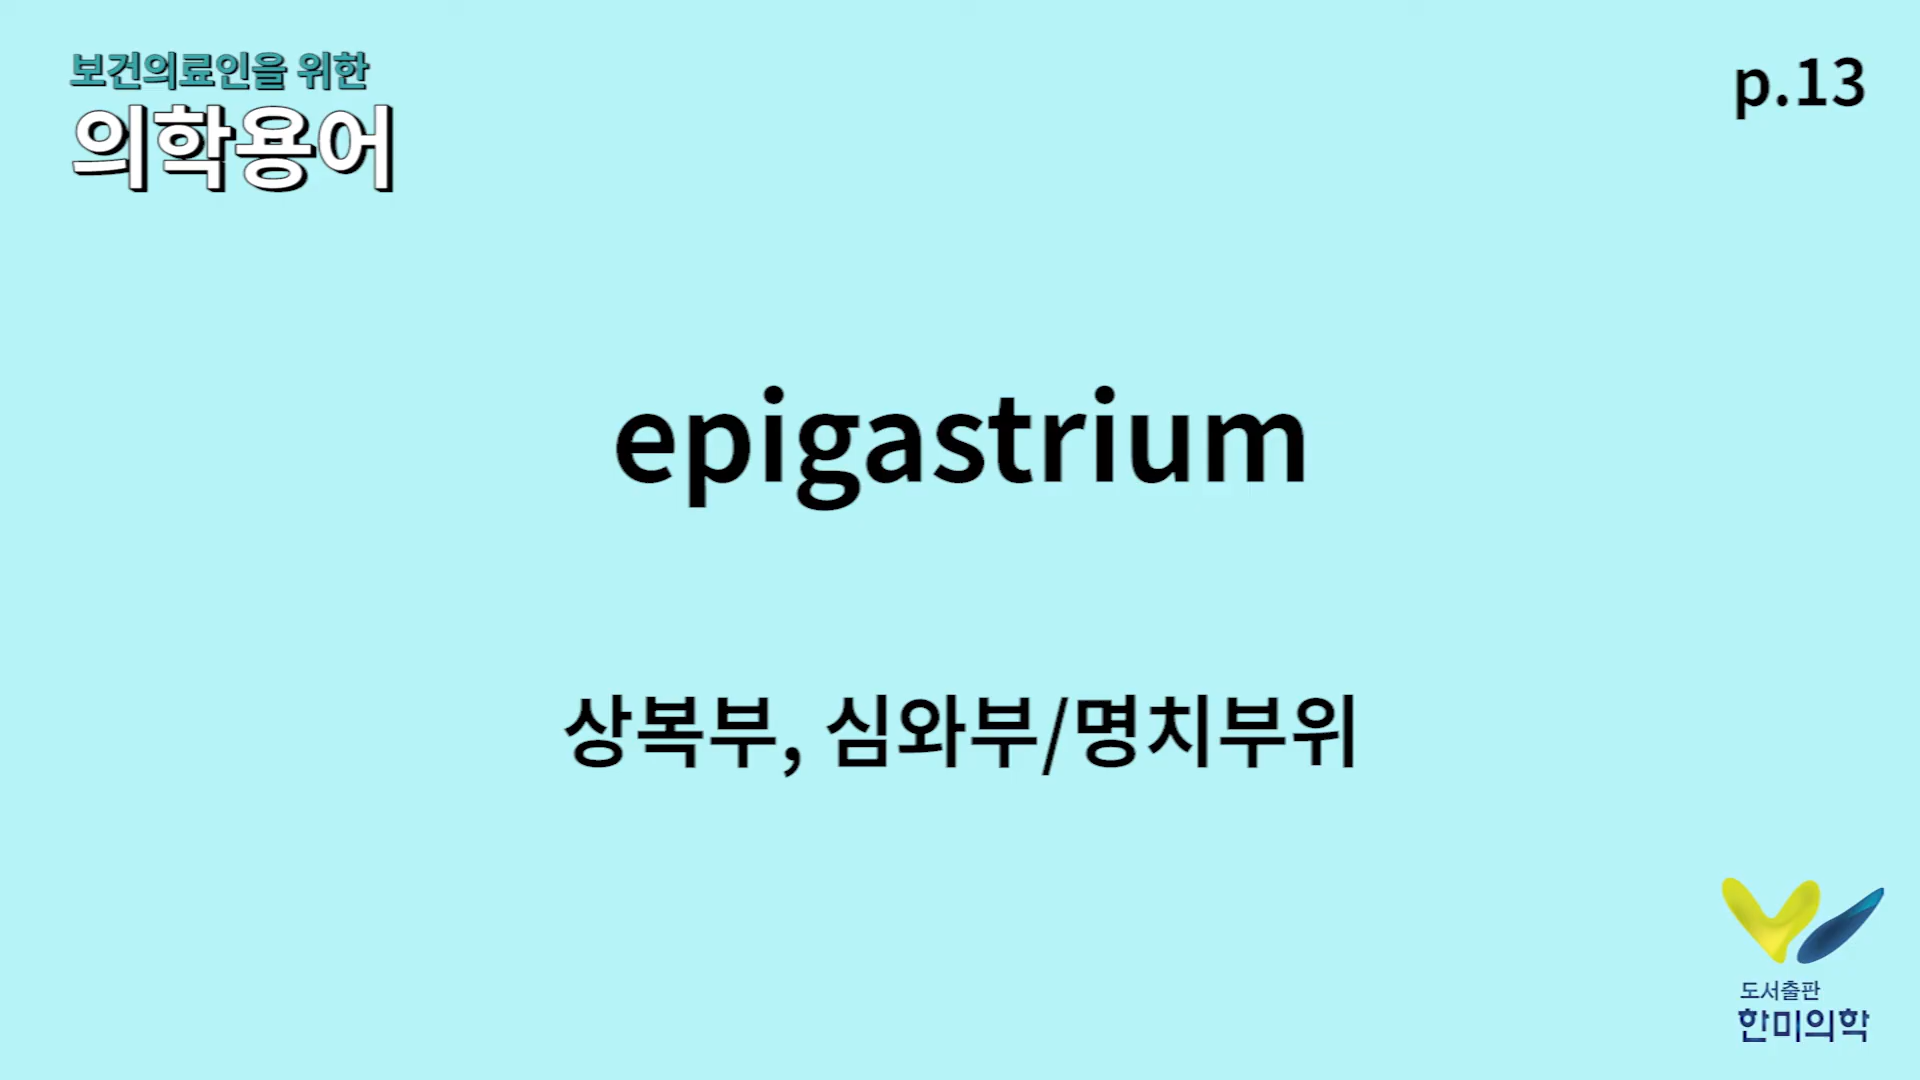 보건의료인을 위한
의학용어
p.13
epigastrium
상복부, 심와부/명치부위
도서출판
한미의학